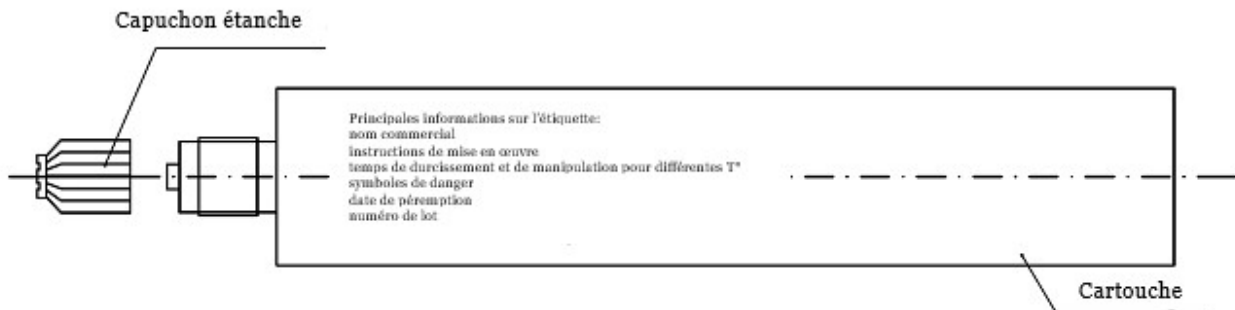 Capuchon étanche
Principales informations sur l'étiquette:
nom commercial
instructions de mise en œuvre
temps de durcissement et de manipulation pour différentes T°
symboles de danger
date de péremption
numéro de lot
Cartouche